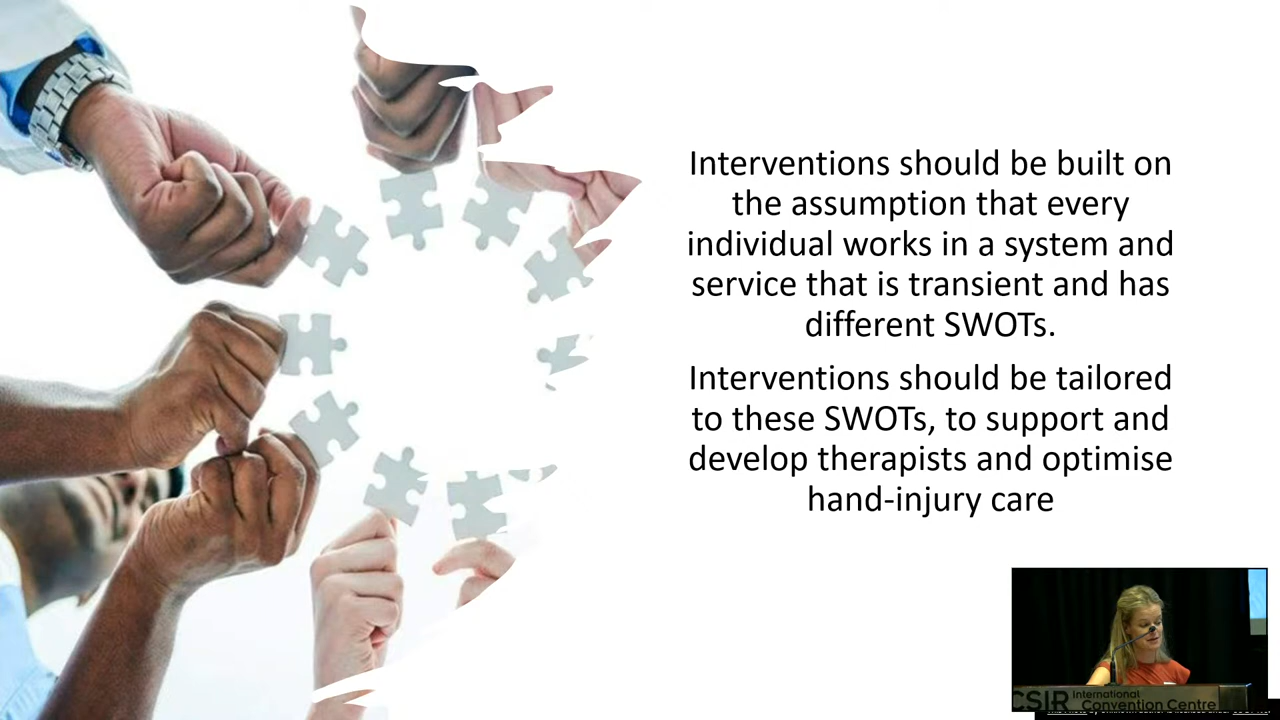 Interventions should be built on
the assumption that every
individual works in a system and
service that is transient and has
different SWOTs.
Interventions should be tailored
to these SWOTs, to support and
develop therapists and optimise
hand-injury care
CSIR International
Convention Centre